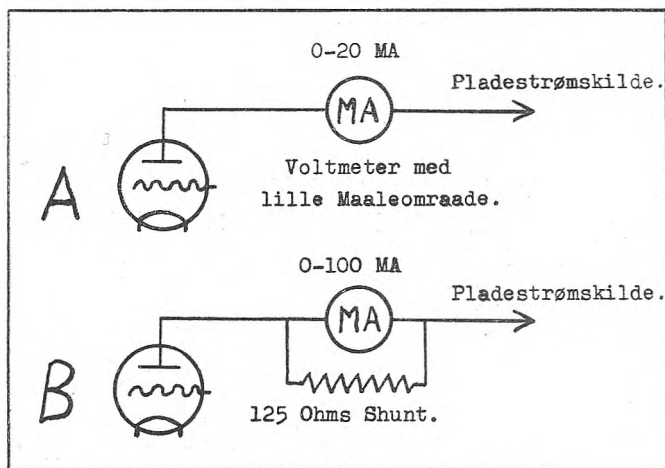 0-20 MA
Pladestrømskilde.
MA
A
Voltmeter med
lille Maaleomraade.
0-100 MA
Pladestrømskilde.
MA
B
125 Ohms Shunt.